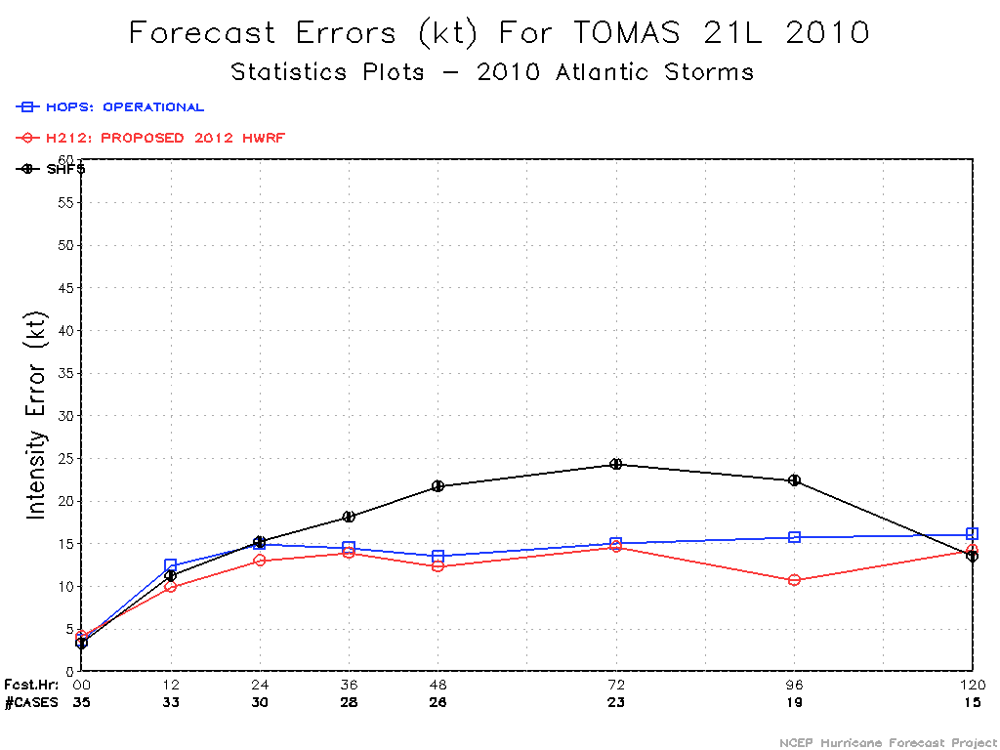 Forecast Errors (kt) For TOMAS 21L 2010
Statistics Plots - 2010 Atlantic Storms
HOPS: OPERATIONAL
H212: PROPOSED 2012 HWRF
SHF5
60
55
50
45
40
35
30
25
20
15
10
5
0
Intensity Error (kt)
Fcst.Hr: 00 12 24 36 48 72 96 120
#CASES 35 33 30 28 26 23 19 15
NCEP Hurricane Forecast Project